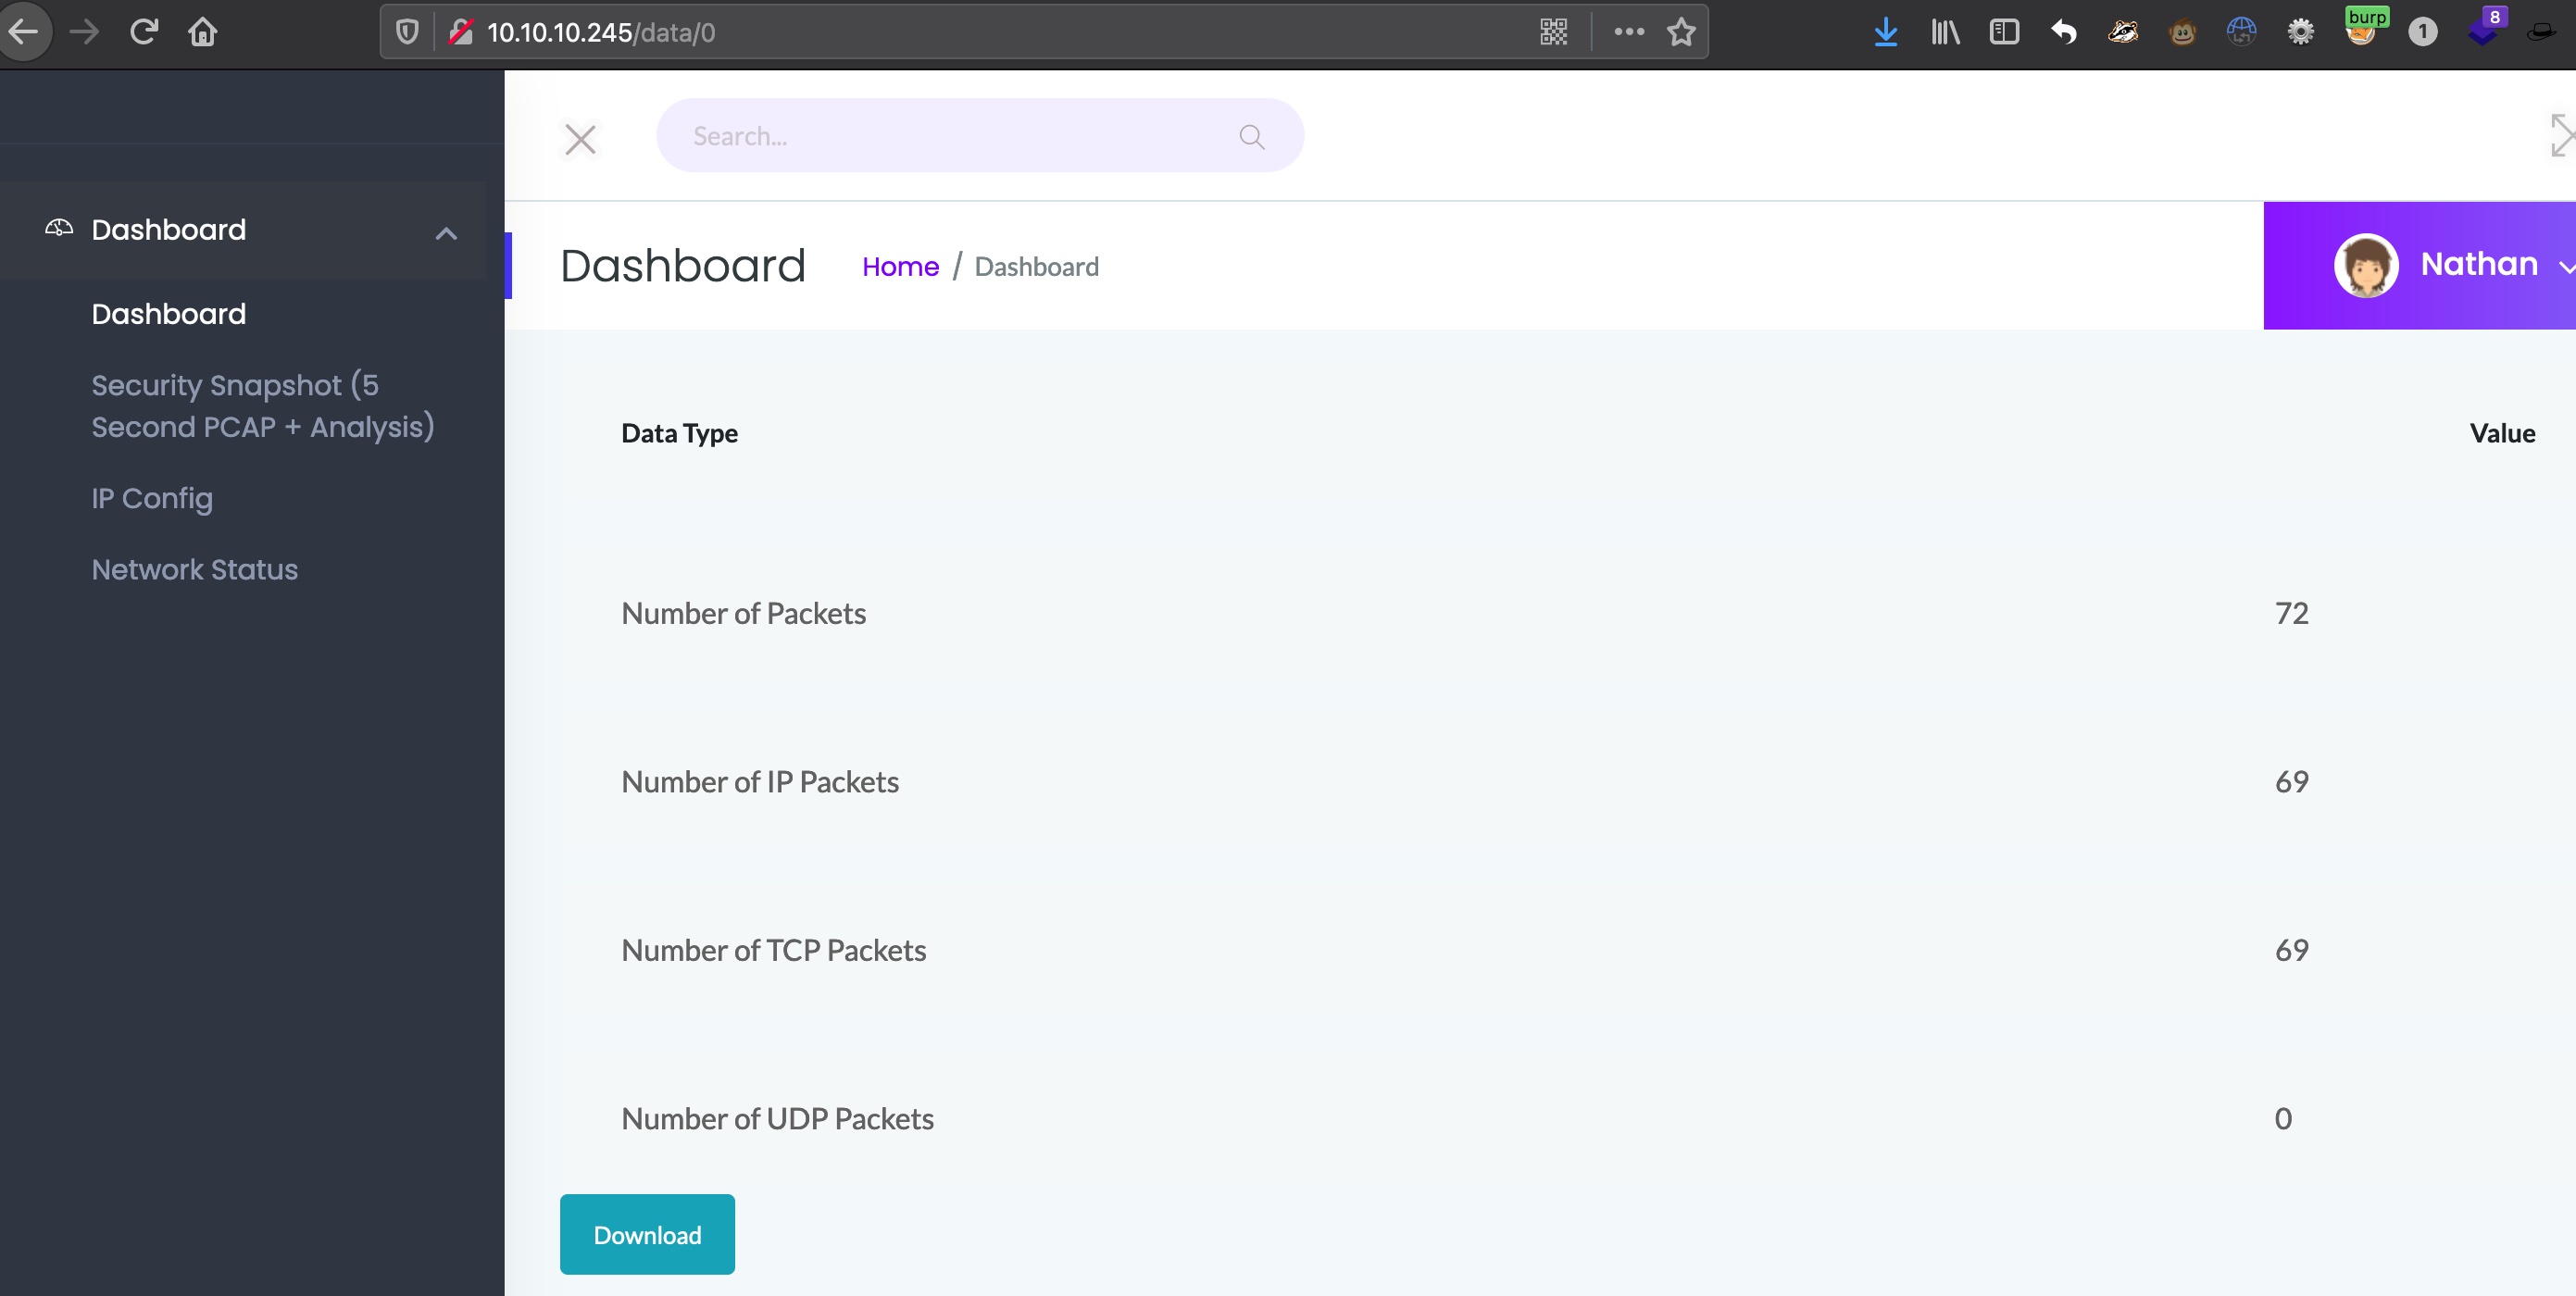 10.10.10.245/data/0
burp
1
8
Search...
Dashboard
Dashboard
Security Snapshot (5
Second PCAP + Analysis)
IP Config
Network Status
Dashboard
Home / Dashboard
Nathan
Data Type Value
Number of Packets 72
Number of IP Packets 69
Number of TCP Packets 69
Number of UDP Packets 0
Download